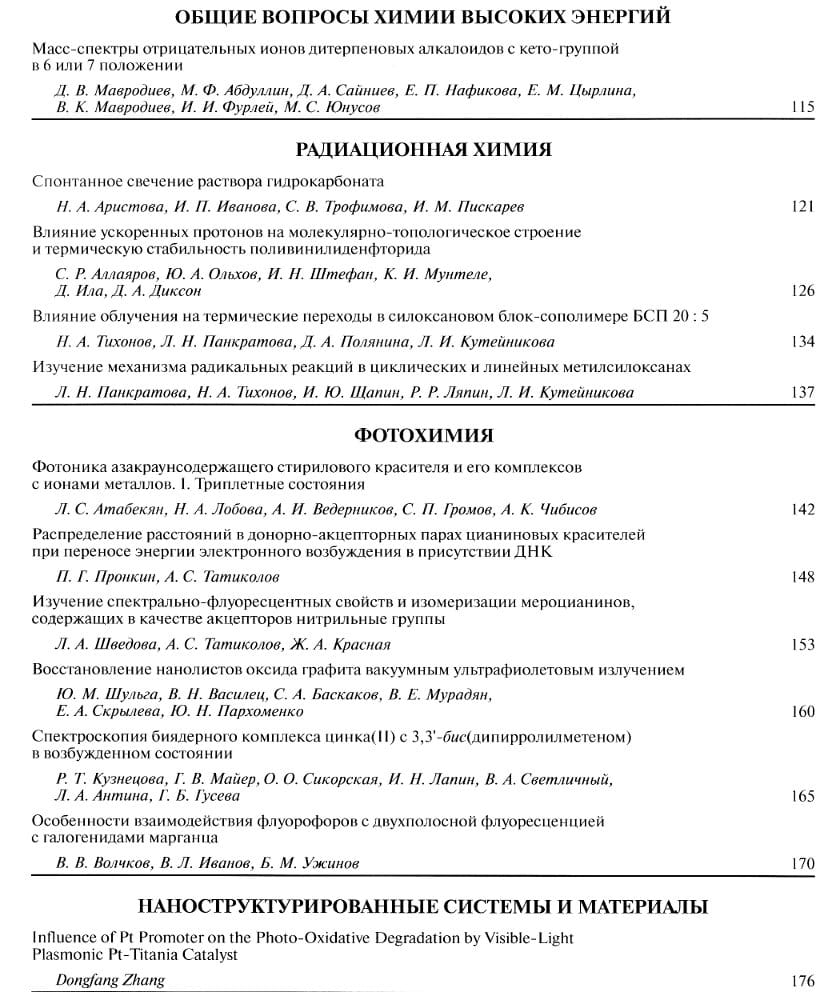 ОБЩИЕ ВОПРОСЫ ХИМИИ ВЫСОКИХ ЭНЕРГИЙ
Масс-спектры отрицательных ионов дитерпеновых алкалоидов с кето-группой
в 6 или 7 положении
Д. В. Мавродиев, М. Ф. Абдуллин, Д. А. Сайниев, Е. П. Нафикова, Е. М. Цырлина,
В. К. Мавродиев, И. И. Фурлей, М. С. Юнусов 115
РАДИАЦИОННАЯ ХИМИЯ
Спонтанное свечение раствора гидрокарбоната
Н. А. Аристова, И. П. Иванова, С. В. Трофимова, И. М. Пискарев 121
Влияние ускоренных протонов на молекулярно-топологическое строение
и термическую стабильность поливинилиденфторида
С. Р. Аллаяров, Ю. А. Ольхов, И. Н. Штефан, К. И. Мунтеле,
Д. Ила, Д. А. Диксон 126
Влияние облучения на термические переходы в силоксановом блок-сополимере БСП 20 : 5
Н. А. Тихонов, Л. Н. Панкратова, Д. А. Полянина, Л. И. Кутейникова 134
Изучение механизма радикальных реакций в циклических и линейных метилсилоксанах
Л. Н. Панкратова, Н. А. Тихонов, И. Ю. Щапин, Р. Р. Ляпин, Л. И. Кутейникова 137
ФОТОХИМИЯ
Фотоника азакраунсодержащего стирилового красителя и его комплексов
с ионами металлов. I. Триплетные состояния
Л. С. Атабекян, Н. А. Лобова, А. И. Ведерников, С. П. Громов, А. К. Чибисов 142
Распределение расстояний в донорно-акцепторных парах цианиновых красителей
при переносе энергии электронного возбуждения в присутствии ДНК
П. Г. Пронкин, А. С. Татиколов 148
Изучение спектрально-флуоресцентных свойств и изомеризации мероцианинов,
содержащих в качестве акцепторов нитрильные группы
Л. А. Шведова, А. С. Татиколов, Ж. А. Красная 153
Восстановление нанолистов оксида графита вакуумным ультрафиолетовым излучением
Ю. М. Шульга, В. Н. Василец, С. А. Баскаков, В. Е. Мурадян,
Е. А. Скрылева, Ю. Н. Пархоменко 160
Спектроскопия биядерного комплекса цинка(II) с 3,3'-бис(дипирролилметеном)
в возбужденном состоянии
Р. Т. Кузнецова, Г. В. Майер, О. О. Сикорская, И. Н. Лапин, В. А. Светличный,
Л. А. Антина, Г. Б. Гусева 165
Особенности взаимодействия флуорофоров с двухполосной флуоресценцией
с галогенидами марганца
В. В. Волчков, В. Л. Иванов, Б. М. Ужинов 170
НАНОСТРУКТУРИРОВАННЫЕ СИСТЕМЫ И МАТЕРИАЛЫ
Influence of Pt Promoter on the Photo-Oxidative Degradation by Visible-Light
Plasmonic Pt-Titania Catalyst
Dongfang Zhang 176